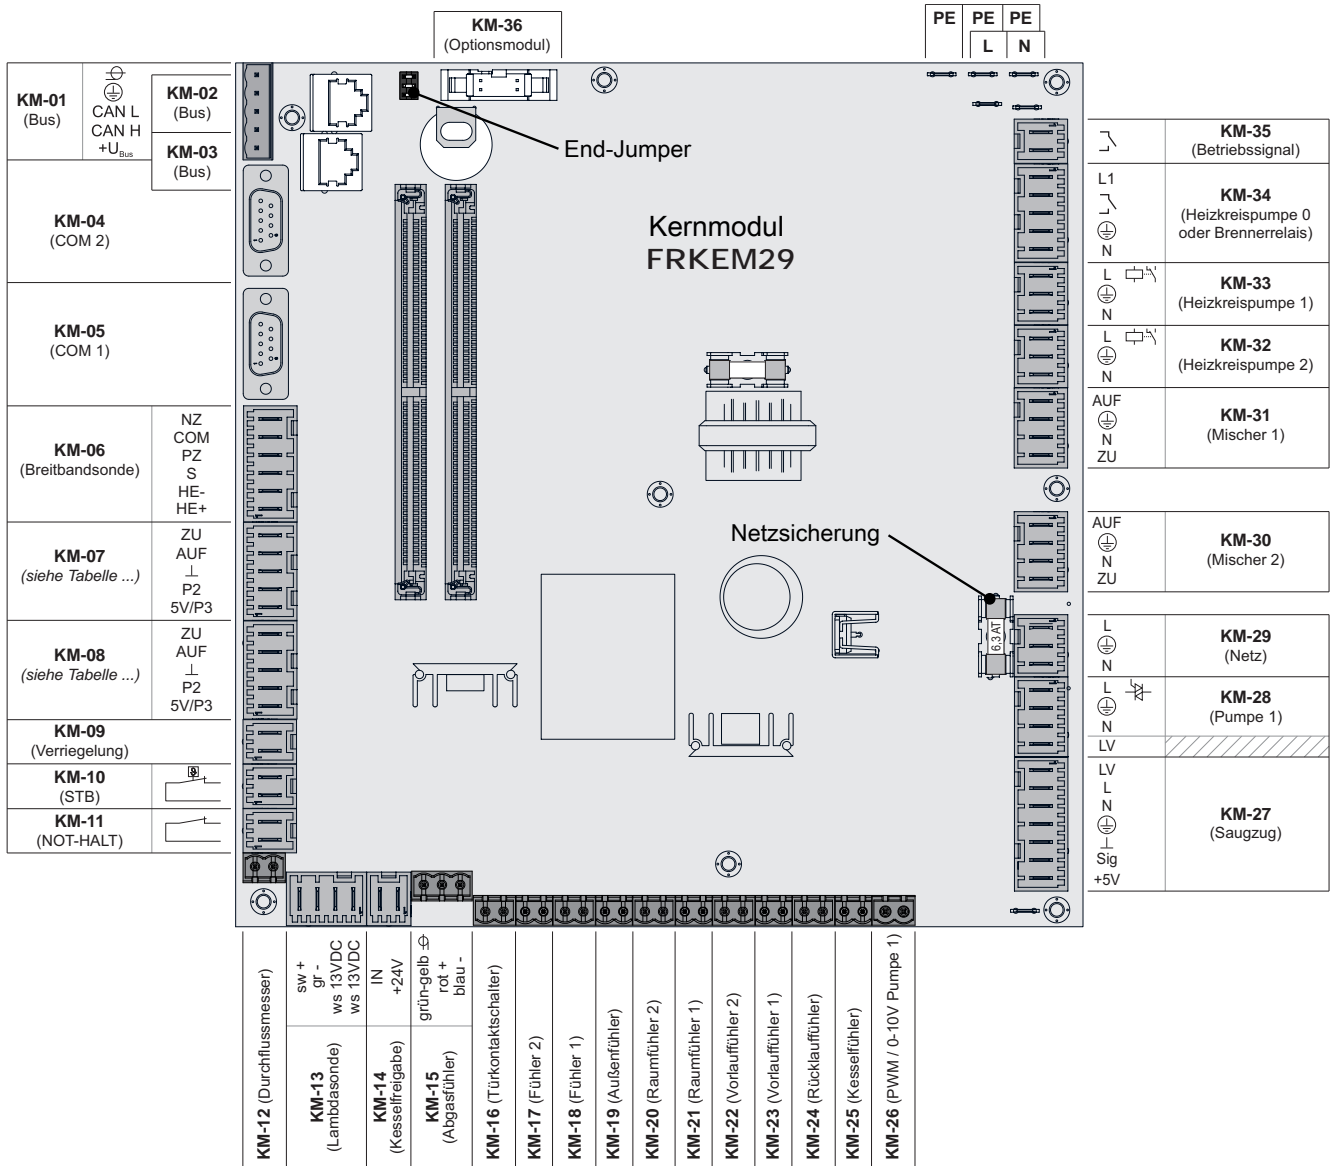 KM-36
(Optionsmodul)
PE PE PE
L N
KM-01
(Bus)
CAN L
CAN H
+U Bus
KM-02
(Bus)
KM-03
(Bus)
KM-04
(COM 2)
KM-05
(COM 1)
KM-06
(Breitbandsonde)
NZ
COM
PZ
S
HE-
HE+
KM-07
(siehe Tabelle ...)
ZU
AUF
⊥
P2
5V/P3
KM-08
(siehe Tabelle ...)
ZU
AUF
⊥
P2
5V/P3
KM-09
(Verriegelung)
KM-10
(STB)
KM-11
(NOT-HALT)
End-Jumper
Kernmodul
FRKEM29
Netzsicherung
6,3 AT
KM-35
(Betriebssignal)
L1
N
KM-34
(Heizkreispumpe 0
oder Brennerrelais)
L
N
KM-33
(Heizkreispumpe 1)
L
N
KM-32
(Heizkreispumpe 2)
AUF
N
ZU
KM-31
(Mischer 1)
AUF
N
ZU
KM-30
(Mischer 2)
L
N
KM-29
(Netz)
L
N
LV
KM-28
(Pumpe 1)
LV
L
N
⊥
Sig
+5V
KM-27
(Saugzug)
KM-12 (Durchflussmesser)
sw +
gr -
ws 13VDC
ws 13VDC
KM-13
(Lambdasonde)
IN
+24V
KM-14
(Kesselfreigabe)
grün-gelb
rot +
blau -
KM-15
(Abgasfühler)
KM-16 (Türkontaktschalter)
KM-17 (Fühler 2)
KM-18 (Fühler 1)
KM-19 (Außenfühler)
KM-20 (Raumfühler 2)
KM-21 (Raumfühler 1)
KM-22 (Vorlauffühler 2)
KM-23 (Vorlauffühler 1)
KM-24 (Rücklauffühler)
KM-25 (Kesselfühler)
KM-26 (PWM / 0-10V Pumpe 1)